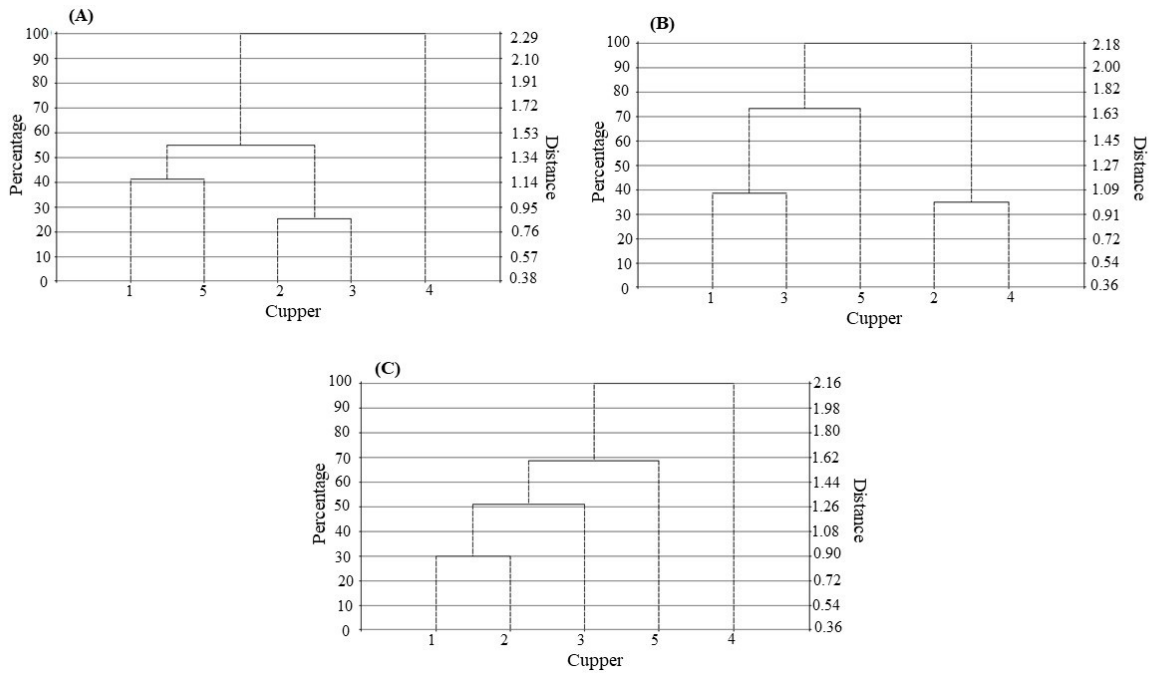 (A)
100 2.29
90 2.10
80 1.91
70 1.72
60 1.53
50 1.34
40 1.14
30 0.95
20 0.76
10 0.57
0 0.38
Percentage
Distance
1 5 2 3 4
Cupper
(B)
100 2.18
90 2.00
80 1.82
70 1.63
60 1.45
50 1.27
40 1.09
30 0.91
20 0.72
10 0.54
0 0.36
Percentage
Distance
1 3 5 2 4
Cupper
(C)
100 2.16
90 1.98
80 1.80
70 1.62
60 1.44
50 1.26
40 1.08
30 0.90
20 0.72
10 0.54
0 0.36
Percentage
Distance
1 2 3 5 4
Cupper